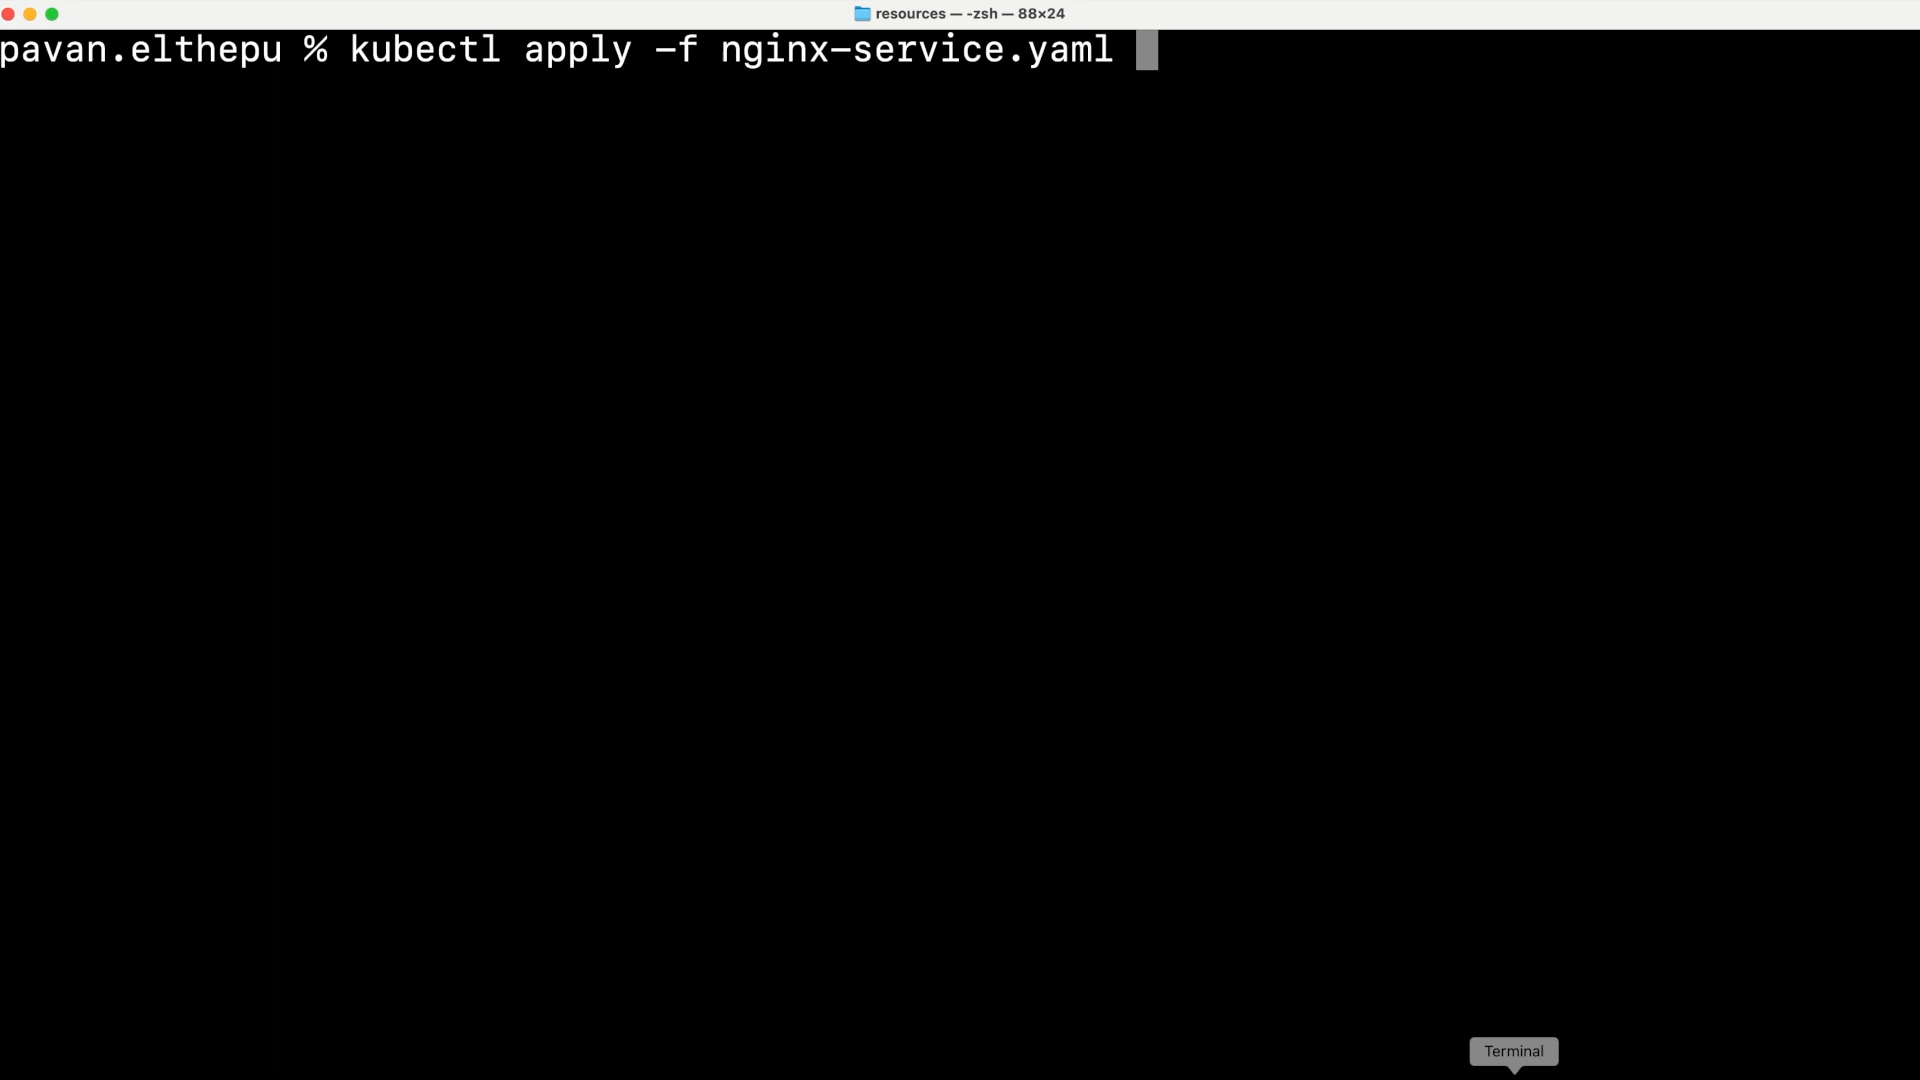 resources — -zsh — 88×24
pavan.elthepu % kubectl apply -f nginx-service.yaml
Terminal